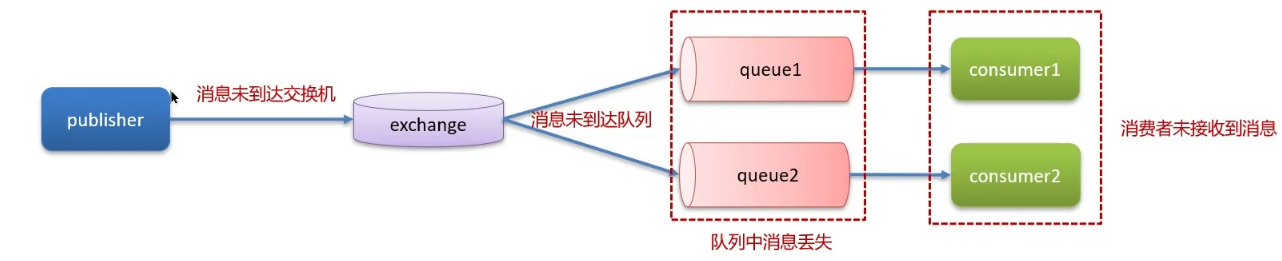 publisher
消息未到达交换机
exchange
消息未到达队列
queue1
queue2
队列中消息丢失
consumer1
consumer2
消费者未接收到消息